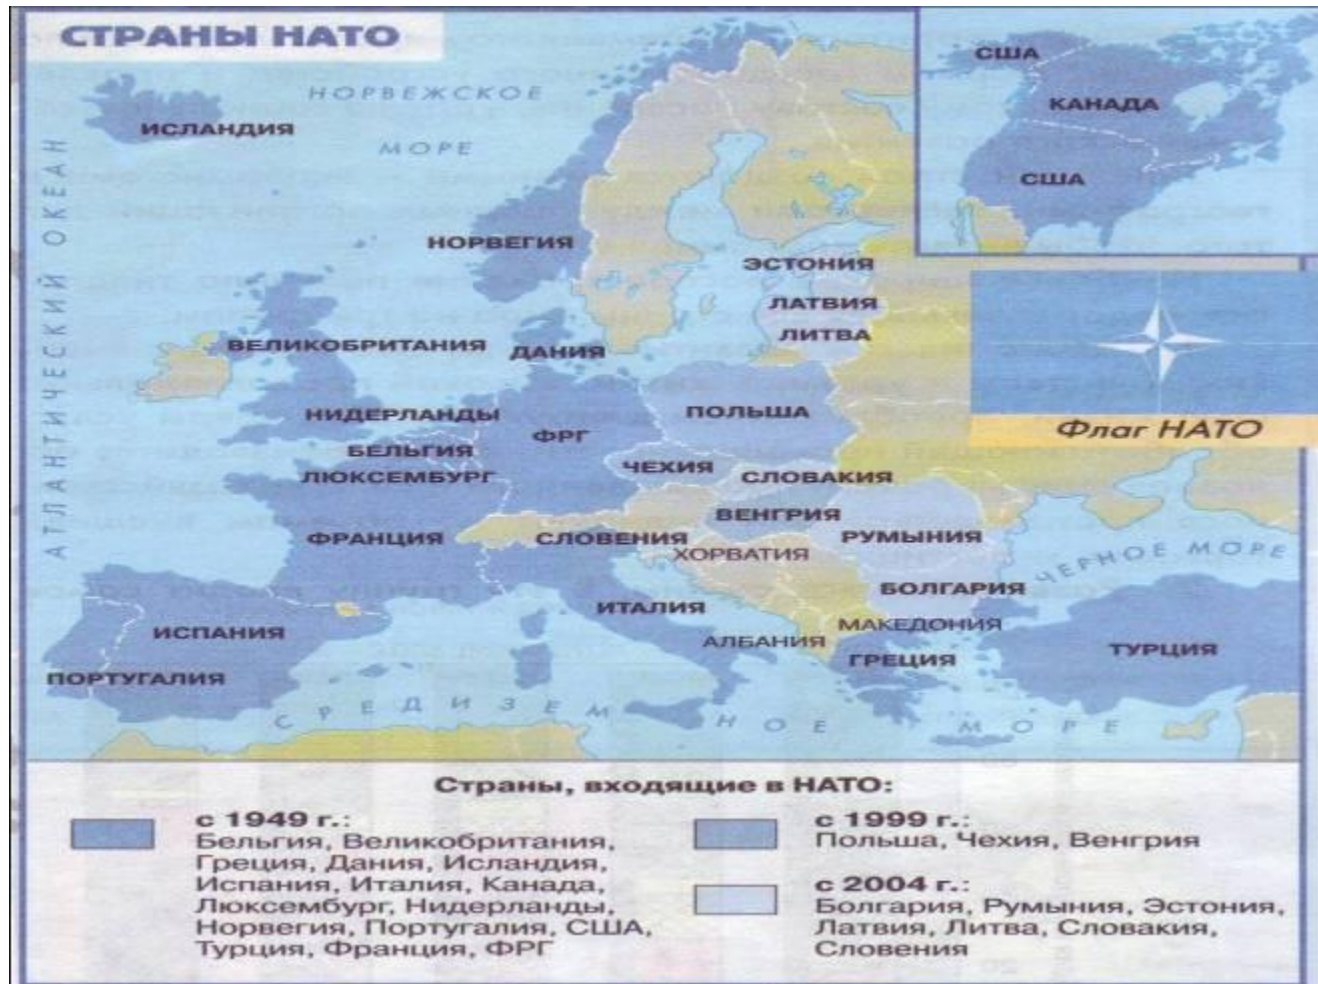 СТРАНЫ НАТО
НОРВЕЖСКОЕ
МОРЕ
ИСЛАНДИЯ
АТЛАНТИЧЕСКИЙ ОКЕАН
США
КАНАДА
США
НОРВЕГИЯ
ЭСТОНИЯ
ЛАТВИЯ
ЛИТВА
ВЕЛИКОБРИТАНИЯ
ДАНИЯ
НИДЕРЛАНДЫ
ПОЛЬША
ФРГ
Флаг НАТО
БЕЛЬГИЯ
ЧЕХИЯ
ЛЮКСЕМБУРГ
СЛОВАКИЯ
ВЕНГРИЯ
ФРАНЦИЯ
СЛОВЕНИЯ
РУМЫНИЯ
ХОРВАТИЯ
ЧЕРНОЕ МОРЕ
БОЛГАРИЯ
ИТАЛИЯ
МАКЕДОНИЯ
ИСПАНИЯ
АЛБАНИЯ
ТУРЦИЯ
ГРЕЦИЯ
ПОРТУГАЛИЯ
СРЕДИЗЕМНОЕ МОРЕ
Страны, входящие в НАТО:
с 1949 г.:
Бельгия, Великобритания,
Греция, Дания, Исландия,
Испания, Италия, Канада,
Люксембург, Нидерланды,
Норвегия, Португалия, США,
Турция, Франция, ФРГ
с 1999 г.:
Польша, Чехия, Венгрия
с 2004 г.:
Болгария, Румыния, Эстония,
Латвия, Литва, Словакия,
Словения